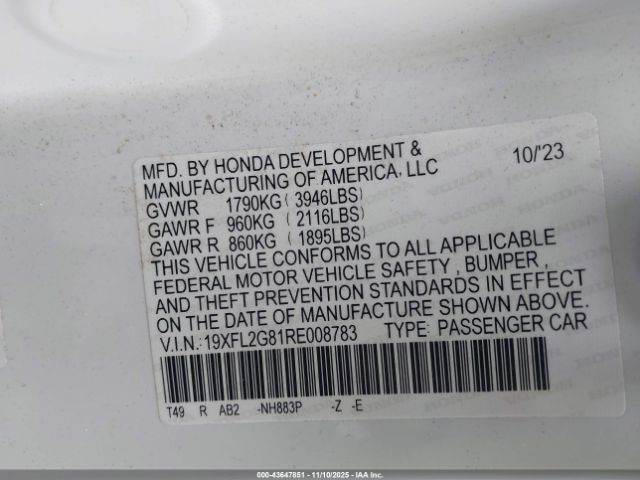 MFD. BY HONDA DEVELOPMENT & 10/'23
MANUFACTURING OF AMERICA, LLC
GVWR 1790KG ( 3946LBS)
GAWR F 960KG ( 2116LBS)
GAWR R 860KG ( 1895LBS)
THIS VEHICLE CONFORMS TO ALL APPLICABLE
FEDERAL MOTOR VEHICLE SAFETY , BUMPER ,
AND THEFT PREVENTION STANDARDS IN EFFECT
ON THE DATE OF MANUFACTURE SHOWN ABOVE.
V.I.N.:19XFL2G81RE008783 TYPE: PASSENGER CAR
T49 R AB2 -NH883P -Z -E
000-43647851 - 11/10/2025 - IAA Inc.